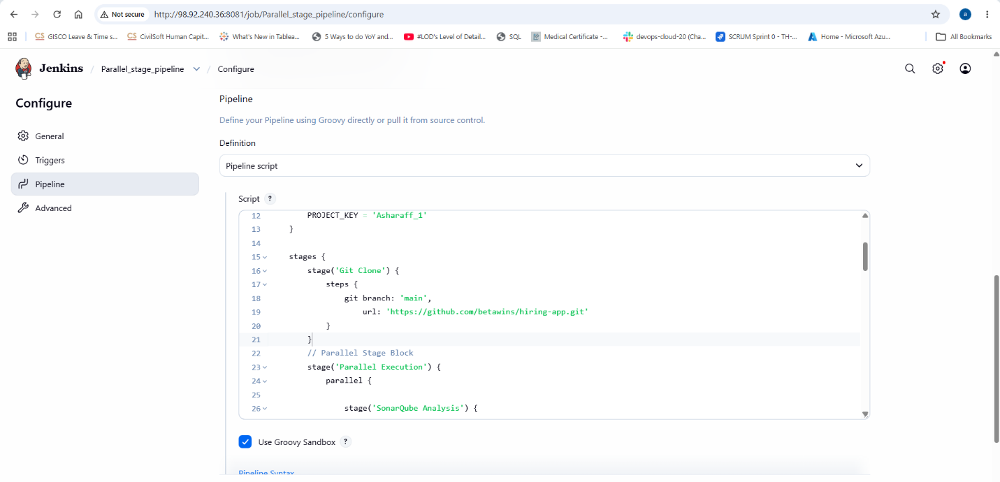 Not secure http://98.92.240.36:8081/job/Parallel_stage_pipeline/configure a
CS GISCO Leave & Time s... CS CivilSoft Human Capit... What's New in Tablea... 5 Ways to do YoY and... #LOD's Level of Detail... SQL Medical Certificate -... devops-cloud-20 (Cha... SCRUM Sprint 0 - TH-... Home - Microsoft Azu... All Bookmarks
Jenkins / Parallel_stage_pipeline / Configure
Configure
General
Triggers
Pipeline
Advanced
Pipeline
Define your Pipeline using Groovy directly or pull it from source control.
Definition
Pipeline script
Script ?
12 PROJECT_KEY = 'Asharaff_1'
13 }
14
15 stages {
16 stage('Git Clone') {
17 steps {
18 git branch: 'main',
19 url: 'https://github.com/betawins/hiring-app.git'
20 }
21 }
22 // Parallel Stage Block
23 stage('Parallel Execution') {
24 parallel {
25
26 stage('SonarQube Analysis') {
Use Groovy Sandbox ?
Pipeline Syntax